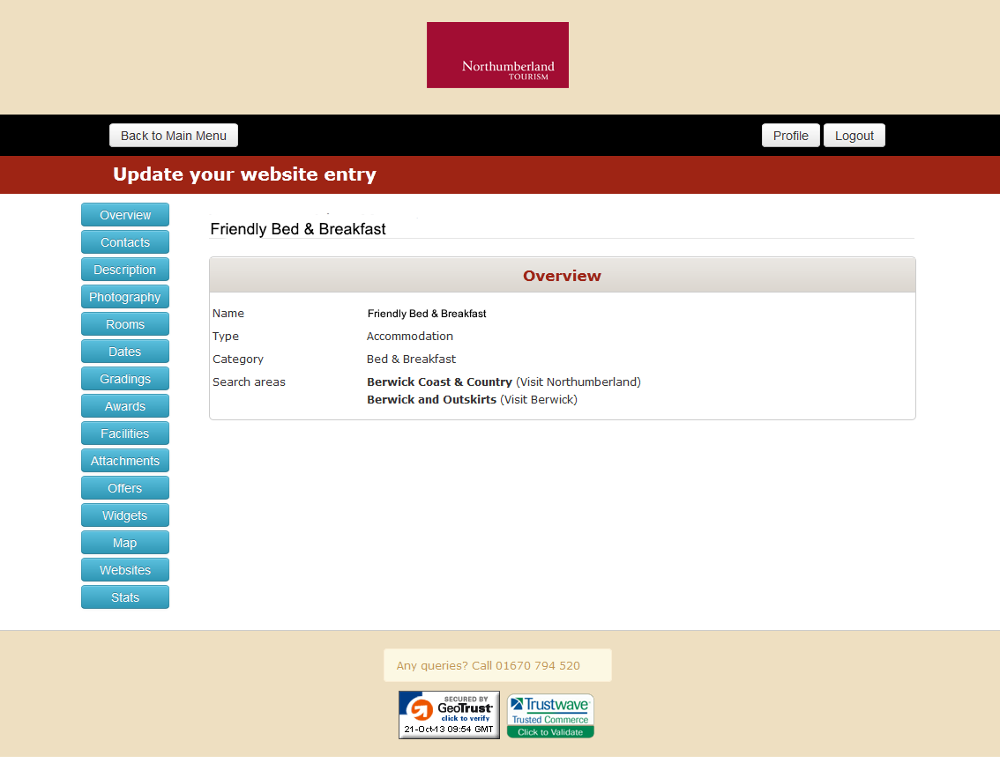 Northumberland
TOURISM
Back to Main Menu
Profile
Logout
Update your website entry
Overview
Contacts
Description
Photography
Rooms
Dates
Gradings
Awards
Facilities
Attachments
Offers
Widgets
Map
Websites
Stats
Friendly Bed & Breakfast
Overview
Name Friendly Bed & Breakfast
Type Accommodation
Category Bed & Breakfast
Search areas Berwick Coast & Country (Visit Northumberland)
Berwick and Outskirts (Visit Berwick)
Any queries? Call 01670 794 520
SECURED BY
GeoTrust
click to verify
21-Oct-13 09:54 GMT
Trustwave
Trusted Commerce
Click to Validate